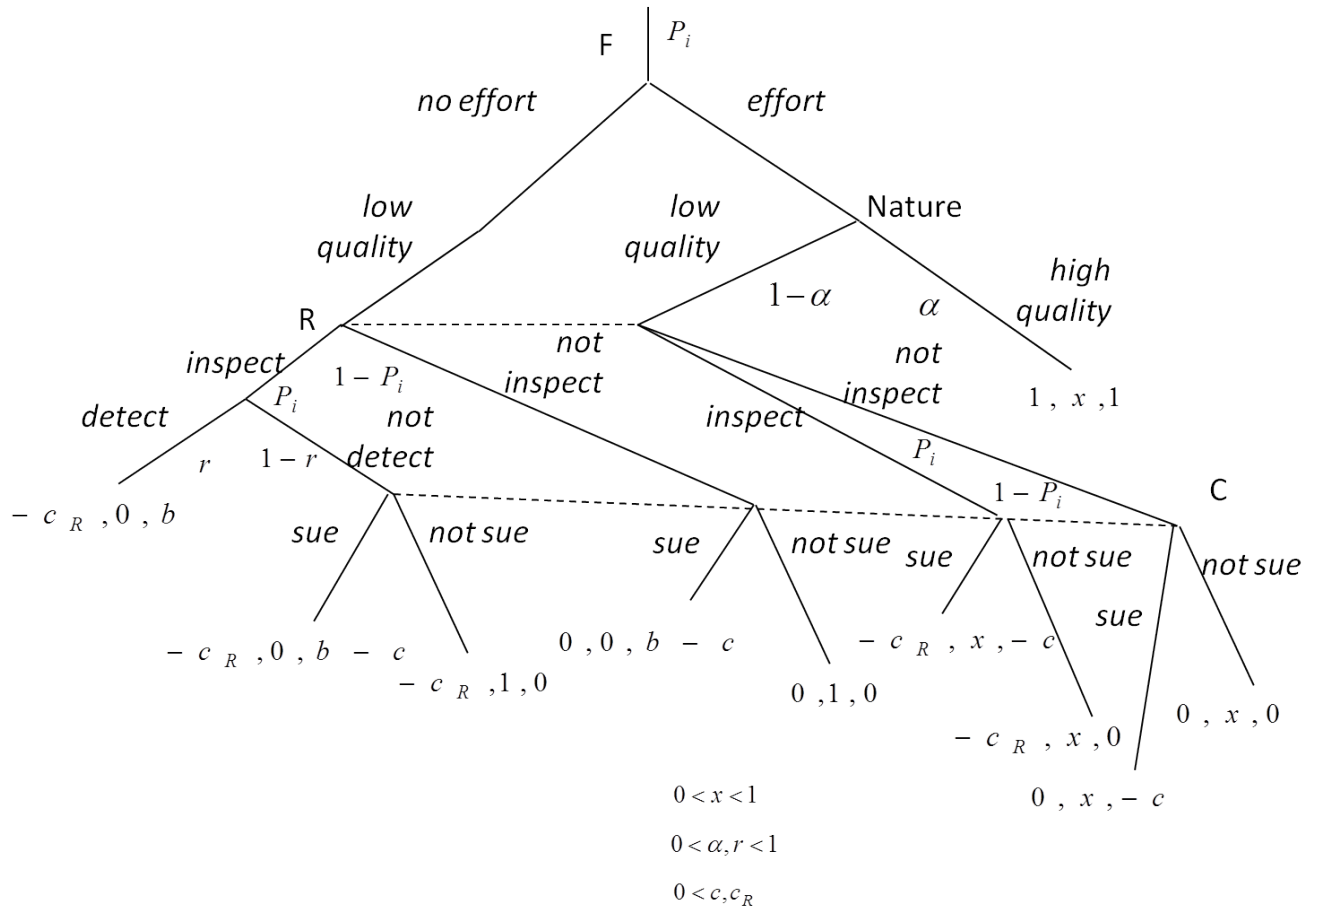 F
P_i
no effort
effort
low
quality
low
quality
Nature
high
quality
1 − α
α
R
inspect
1 − P_i
not
inspect
not
inspect
inspect
1 , x , 1
P_i
detect
not
detect
r
1 − r
P_i
1 − P_i
C
− c_R , 0 , b
sue
not sue
sue
not sue
sue
not sue
sue
not sue
− c_R , 0 , b − c
− c_R , 1 , 0
0 , 0 , b − c
0 , 1 , 0
− c_R , x , − c
− c_R , x , 0
0 , x , 0
0 , x , − c
0 < x < 1
0 < α, r < 1
0 < c, c_R